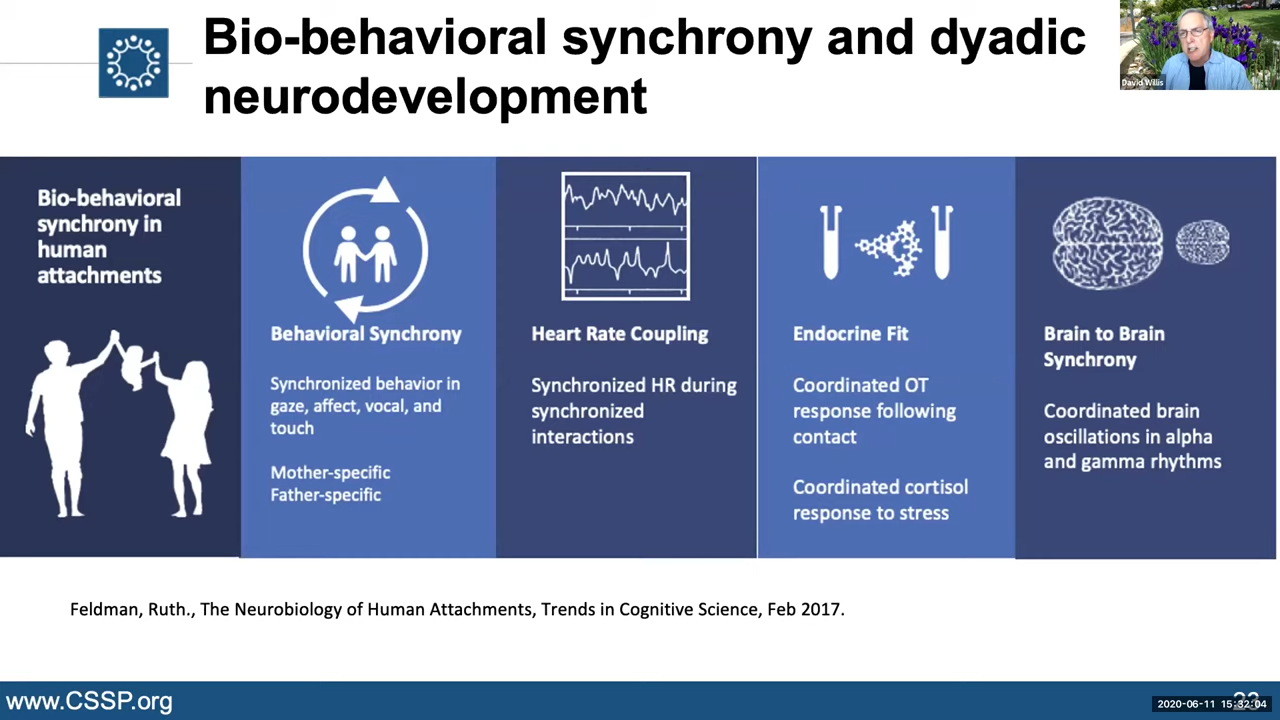 Bio-behavioral synchrony and dyadic
neurodevelopment
David Willis
Bio-behavioral
synchrony in
human
attachments
Behavioral Synchrony
Synchronized behavior in
gaze, affect, vocal, and
touch
Mother-specific
Father-specific
Heart Rate Coupling
Synchronized HR during
synchronized
interactions
Endocrine Fit
Coordinated OT
response following
contact
Coordinated cortisol
response to stress
Brain to Brain
Synchrony
Coordinated brain
oscillations in alpha
and gamma rhythms
Feldman, Ruth., The Neurobiology of Human Attachments, Trends in Cognitive Science, Feb 2017.
www.CSSP.org
23
2020-06-11 15:32:04